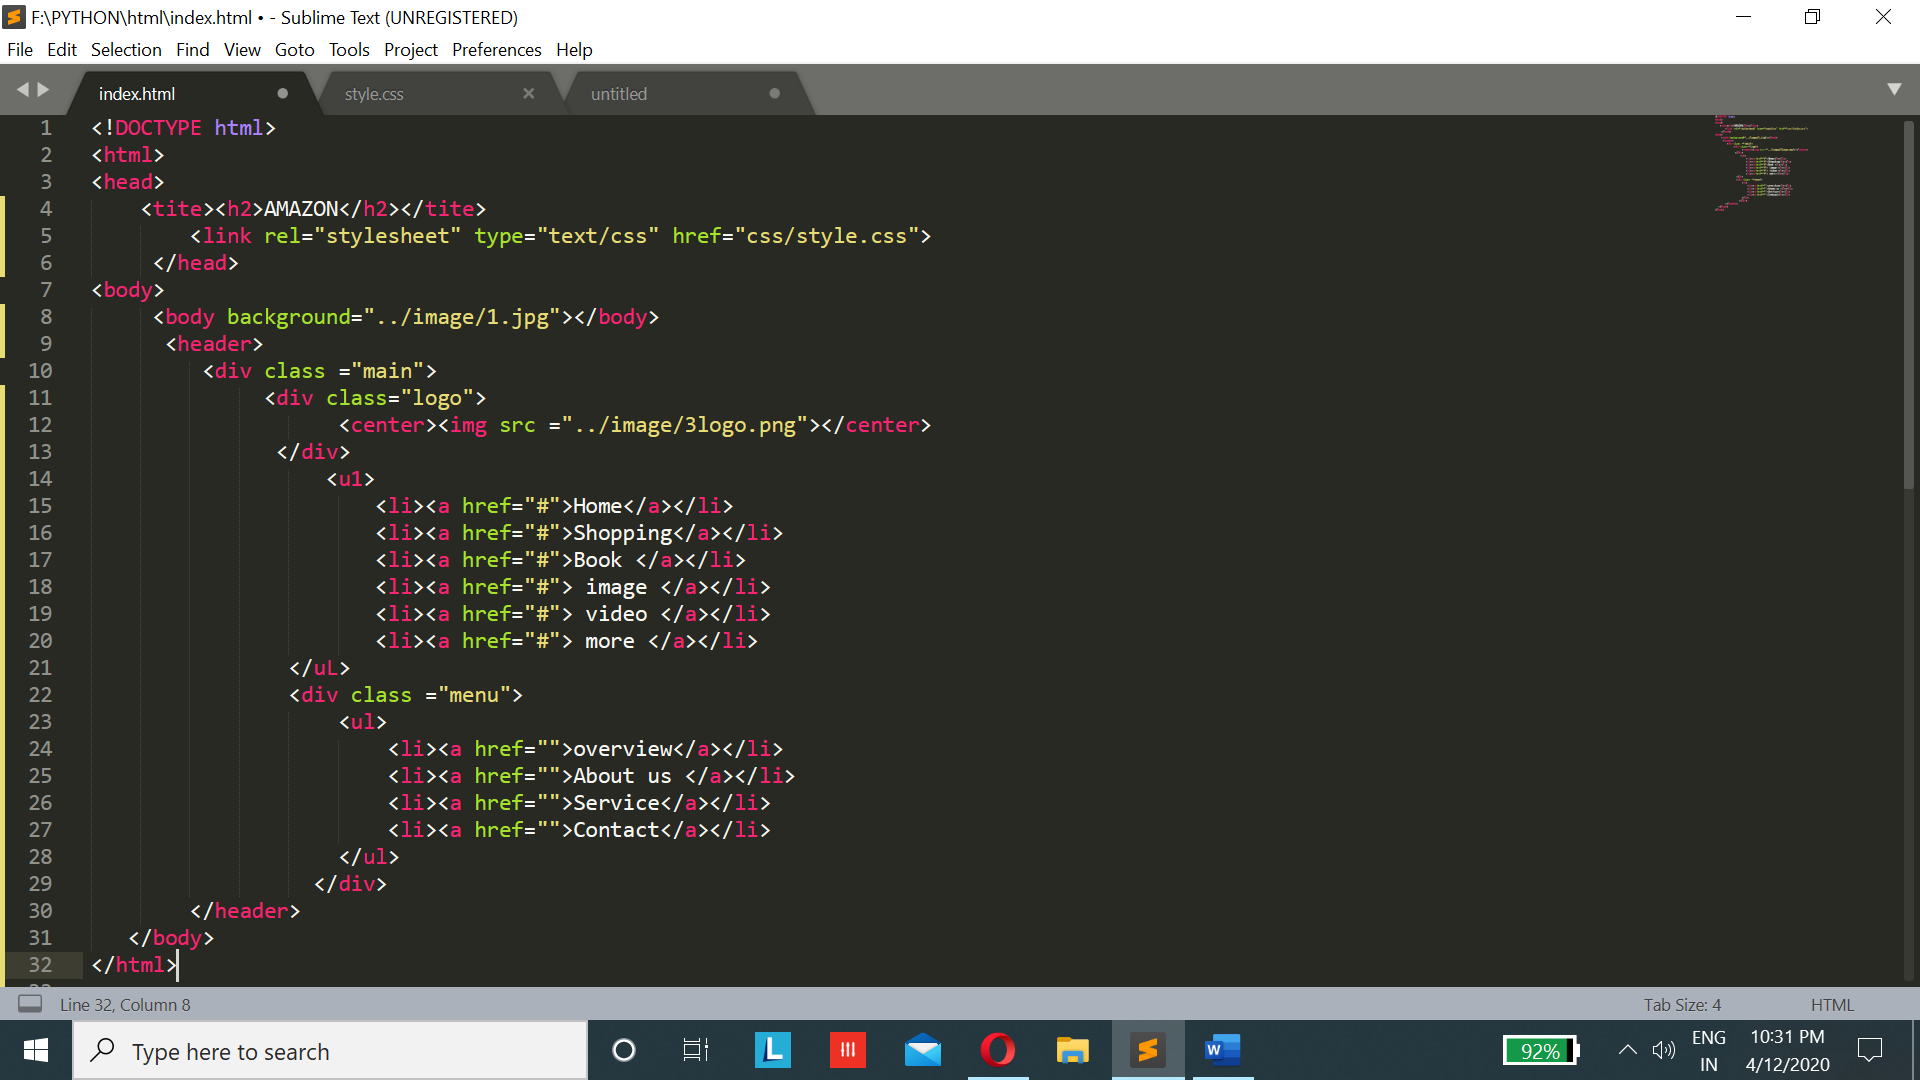 F:\PYTHON\html\index.html • - Sublime Text (UNREGISTERED)
File Edit Selection Find View Goto Tools Project Preferences Help
index.html style.css untitled
1 <!DOCTYPE html>
2 <html>
3 <head>
4 <tite><h2>AMAZON</h2></tite>
5 <link rel="stylesheet" type="text/css" href="css/style.css">
6 </head>
7 <body>
8 <body background="../image/1.jpg"></body>
9 <header>
10 <div class ="main">
11 <div class="logo">
12 <center><img src ="../image/3logo.png"></center>
13 </div>
14 <u1>
15 <li><a href="#">Home</a></li>
16 <li><a href="#">Shopping</a></li>
17 <li><a href="#">Book </a></li>
18 <li><a href="#"> image </a></li>
19 <li><a href="#"> video </a></li>
20 <li><a href="#"> more </a></li>
21 </uL>
22 <div class ="menu">
23 <ul>
24 <li><a href="">overview</a></li>
25 <li><a href="">About us </a></li>
26 <li><a href="">Service</a></li>
27 <li><a href="">Contact</a></li>
28 </ul>
29 </div>
30 </header>
31 </body>
32 </html>
Line 32, Column 8 Tab Size: 4 HTML
Type here to search L W 92% ENG IN 10:31 PM 4/12/2020